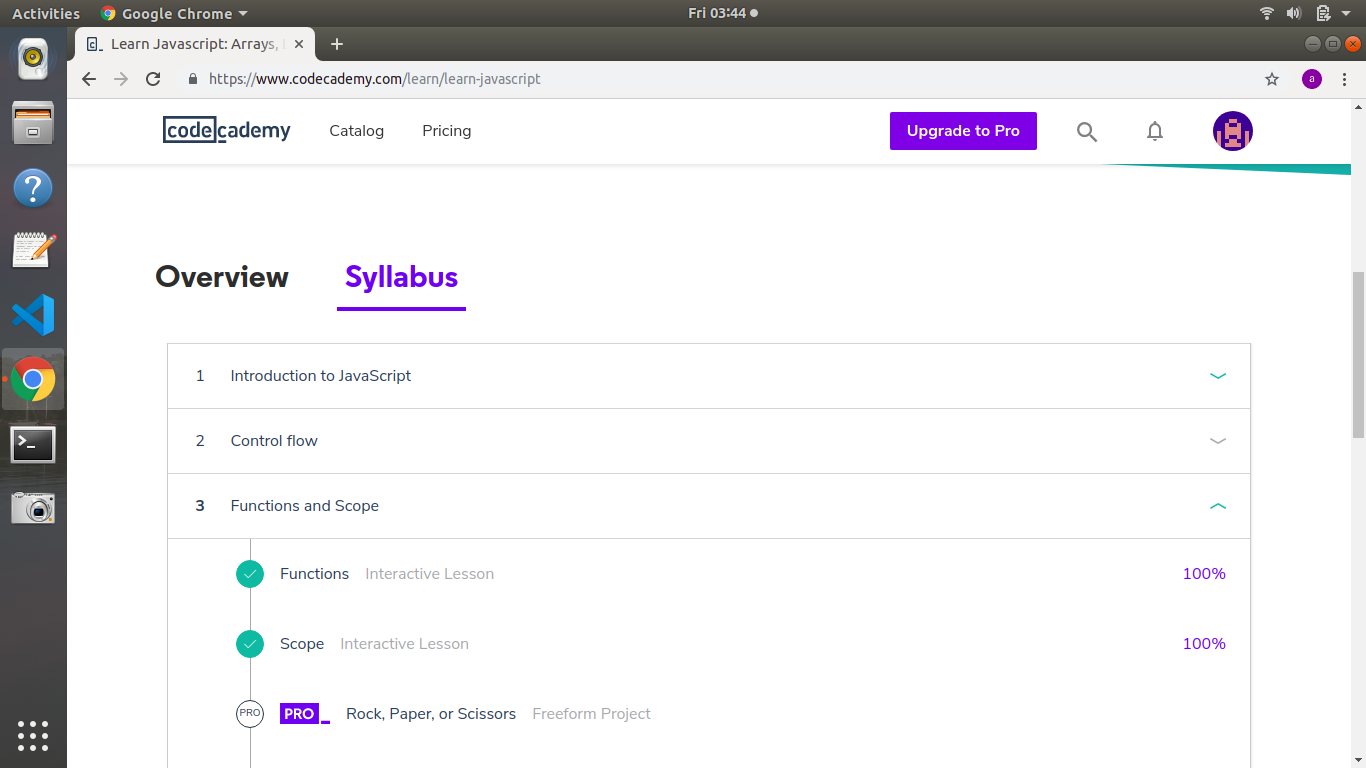 Activities Google Chrome Fri 03:44
Learn Javascript: Arrays,
https://www.codecademy.com/learn/learn-javascript a
codecademy Catalog Pricing Upgrade to Pro
Overview Syllabus
1 Introduction to JavaScript
2 Control flow
3 Functions and Scope
Functions Interactive Lesson 100%
Scope Interactive Lesson 100%
PRO PRO_ Rock, Paper, or Scissors Freeform Project